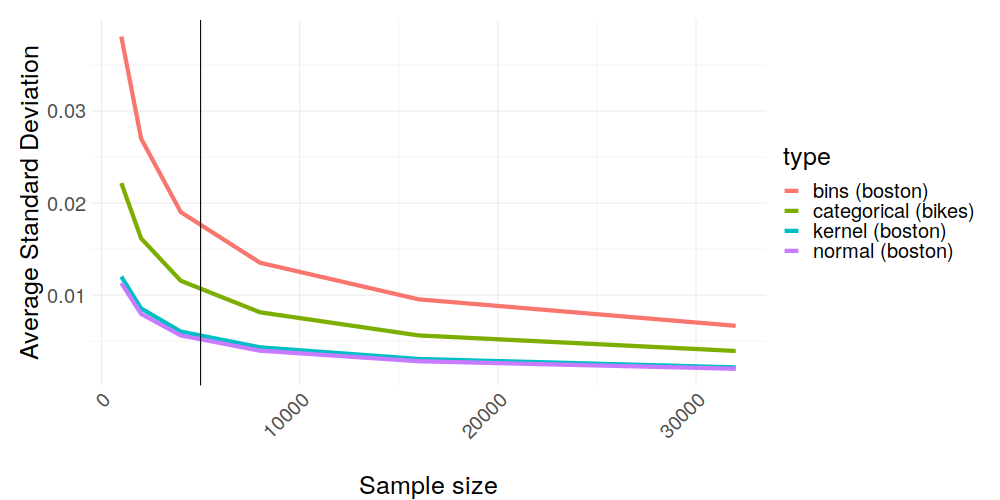 Average Standard Deviation
0.03
0.02
0.01
0
10000
20000
30000
Sample size
type
bins (boston)
categorical (bikes)
kernel (boston)
normal (boston)